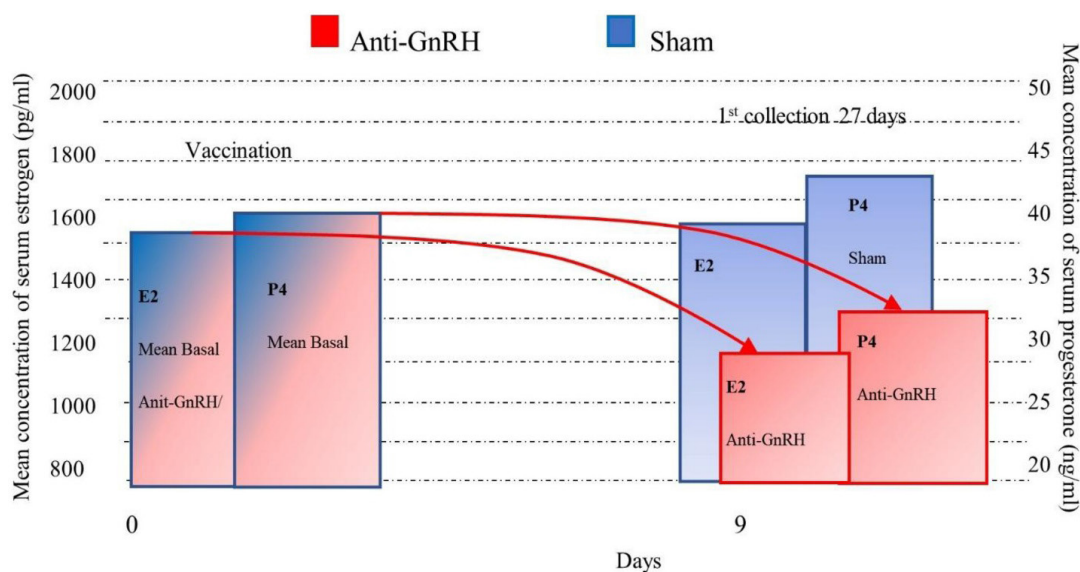 Anti-GnRH
Sham
Mean concentration of serum estrogen (pg/ml)
2000
1800
1600
1400
1200
1000
800
Mean concentration of serum progesterone (ng/ml)
50
45
40
35
30
25
20
Vaccination
1st collection 27 days
E2
Mean Basal
Anit-GnRH/
P4
Mean Basal
E2
P4
Sham
E2
Anti-GnRH
P4
Anti-GnRH
0
9
Days